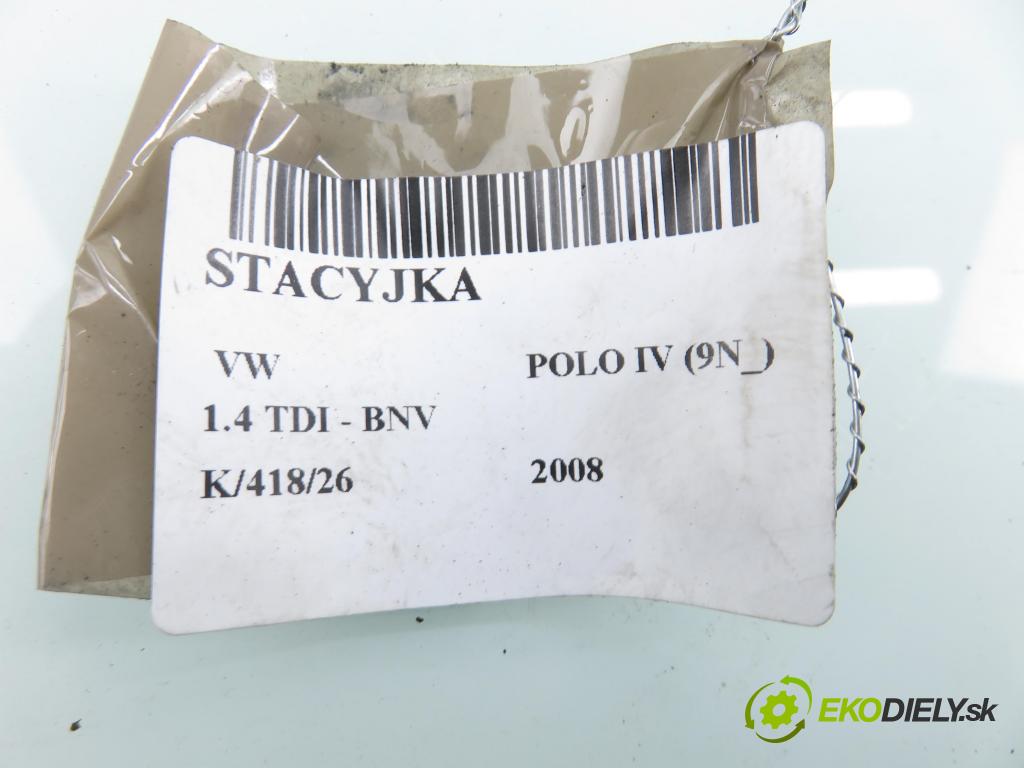 STACYJKA
VW POLO IV (9N_)
1.4 TDI - BNV
K/418/26 2008
EKODIELY.sk